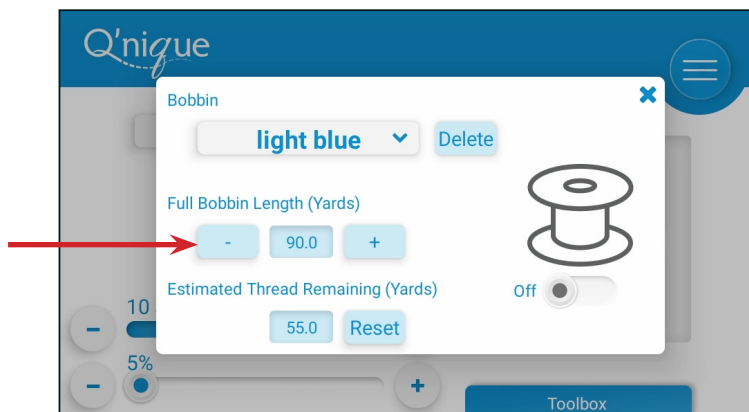 Q'nique
Bobbin
light blue
Delete
Full Bobbin Length (Yards)
- 90.0 +
Estimated Thread Remaining (Yards)
Off
55.0 Reset
10
-
5%
- +
Toolbox